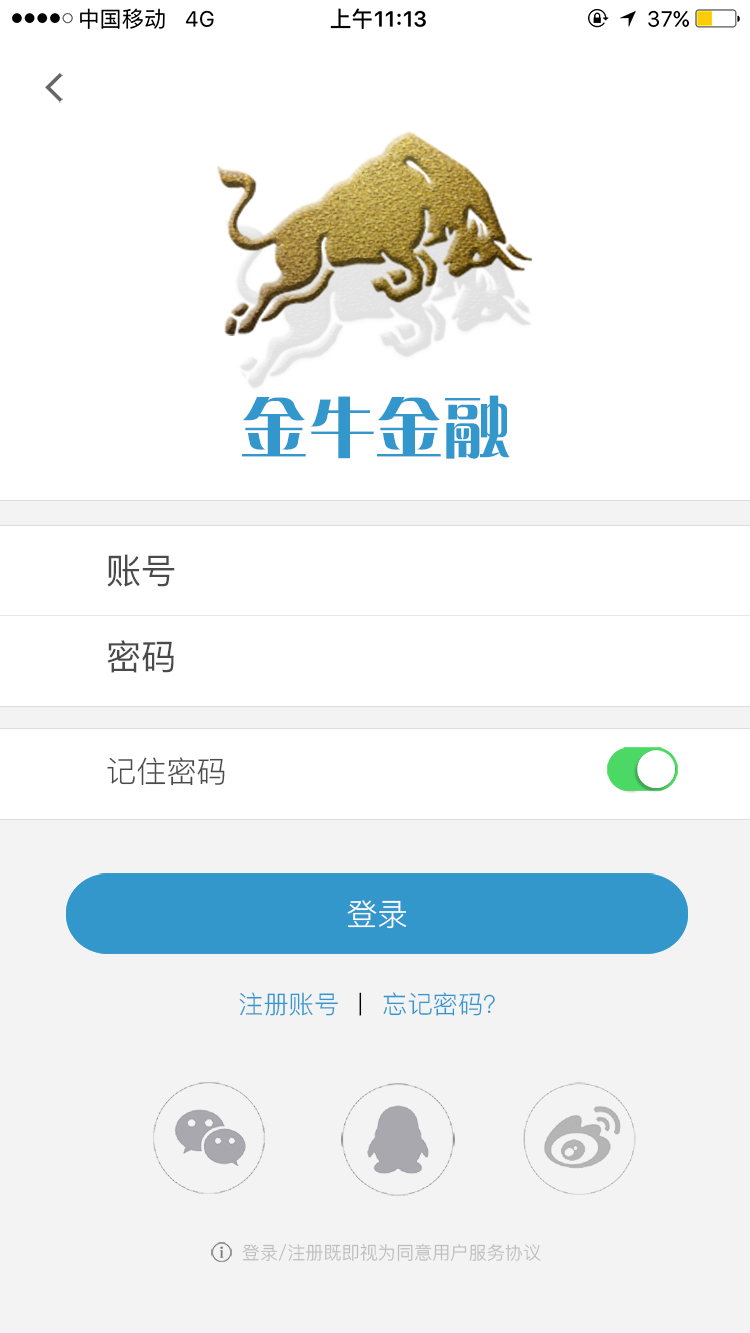 中国移动 4G 上午11:13 37%
金牛金融
账号
密码
记住密码
登录
注册账号 | 忘记密码?
登录/注册既即视为同意用户服务协议